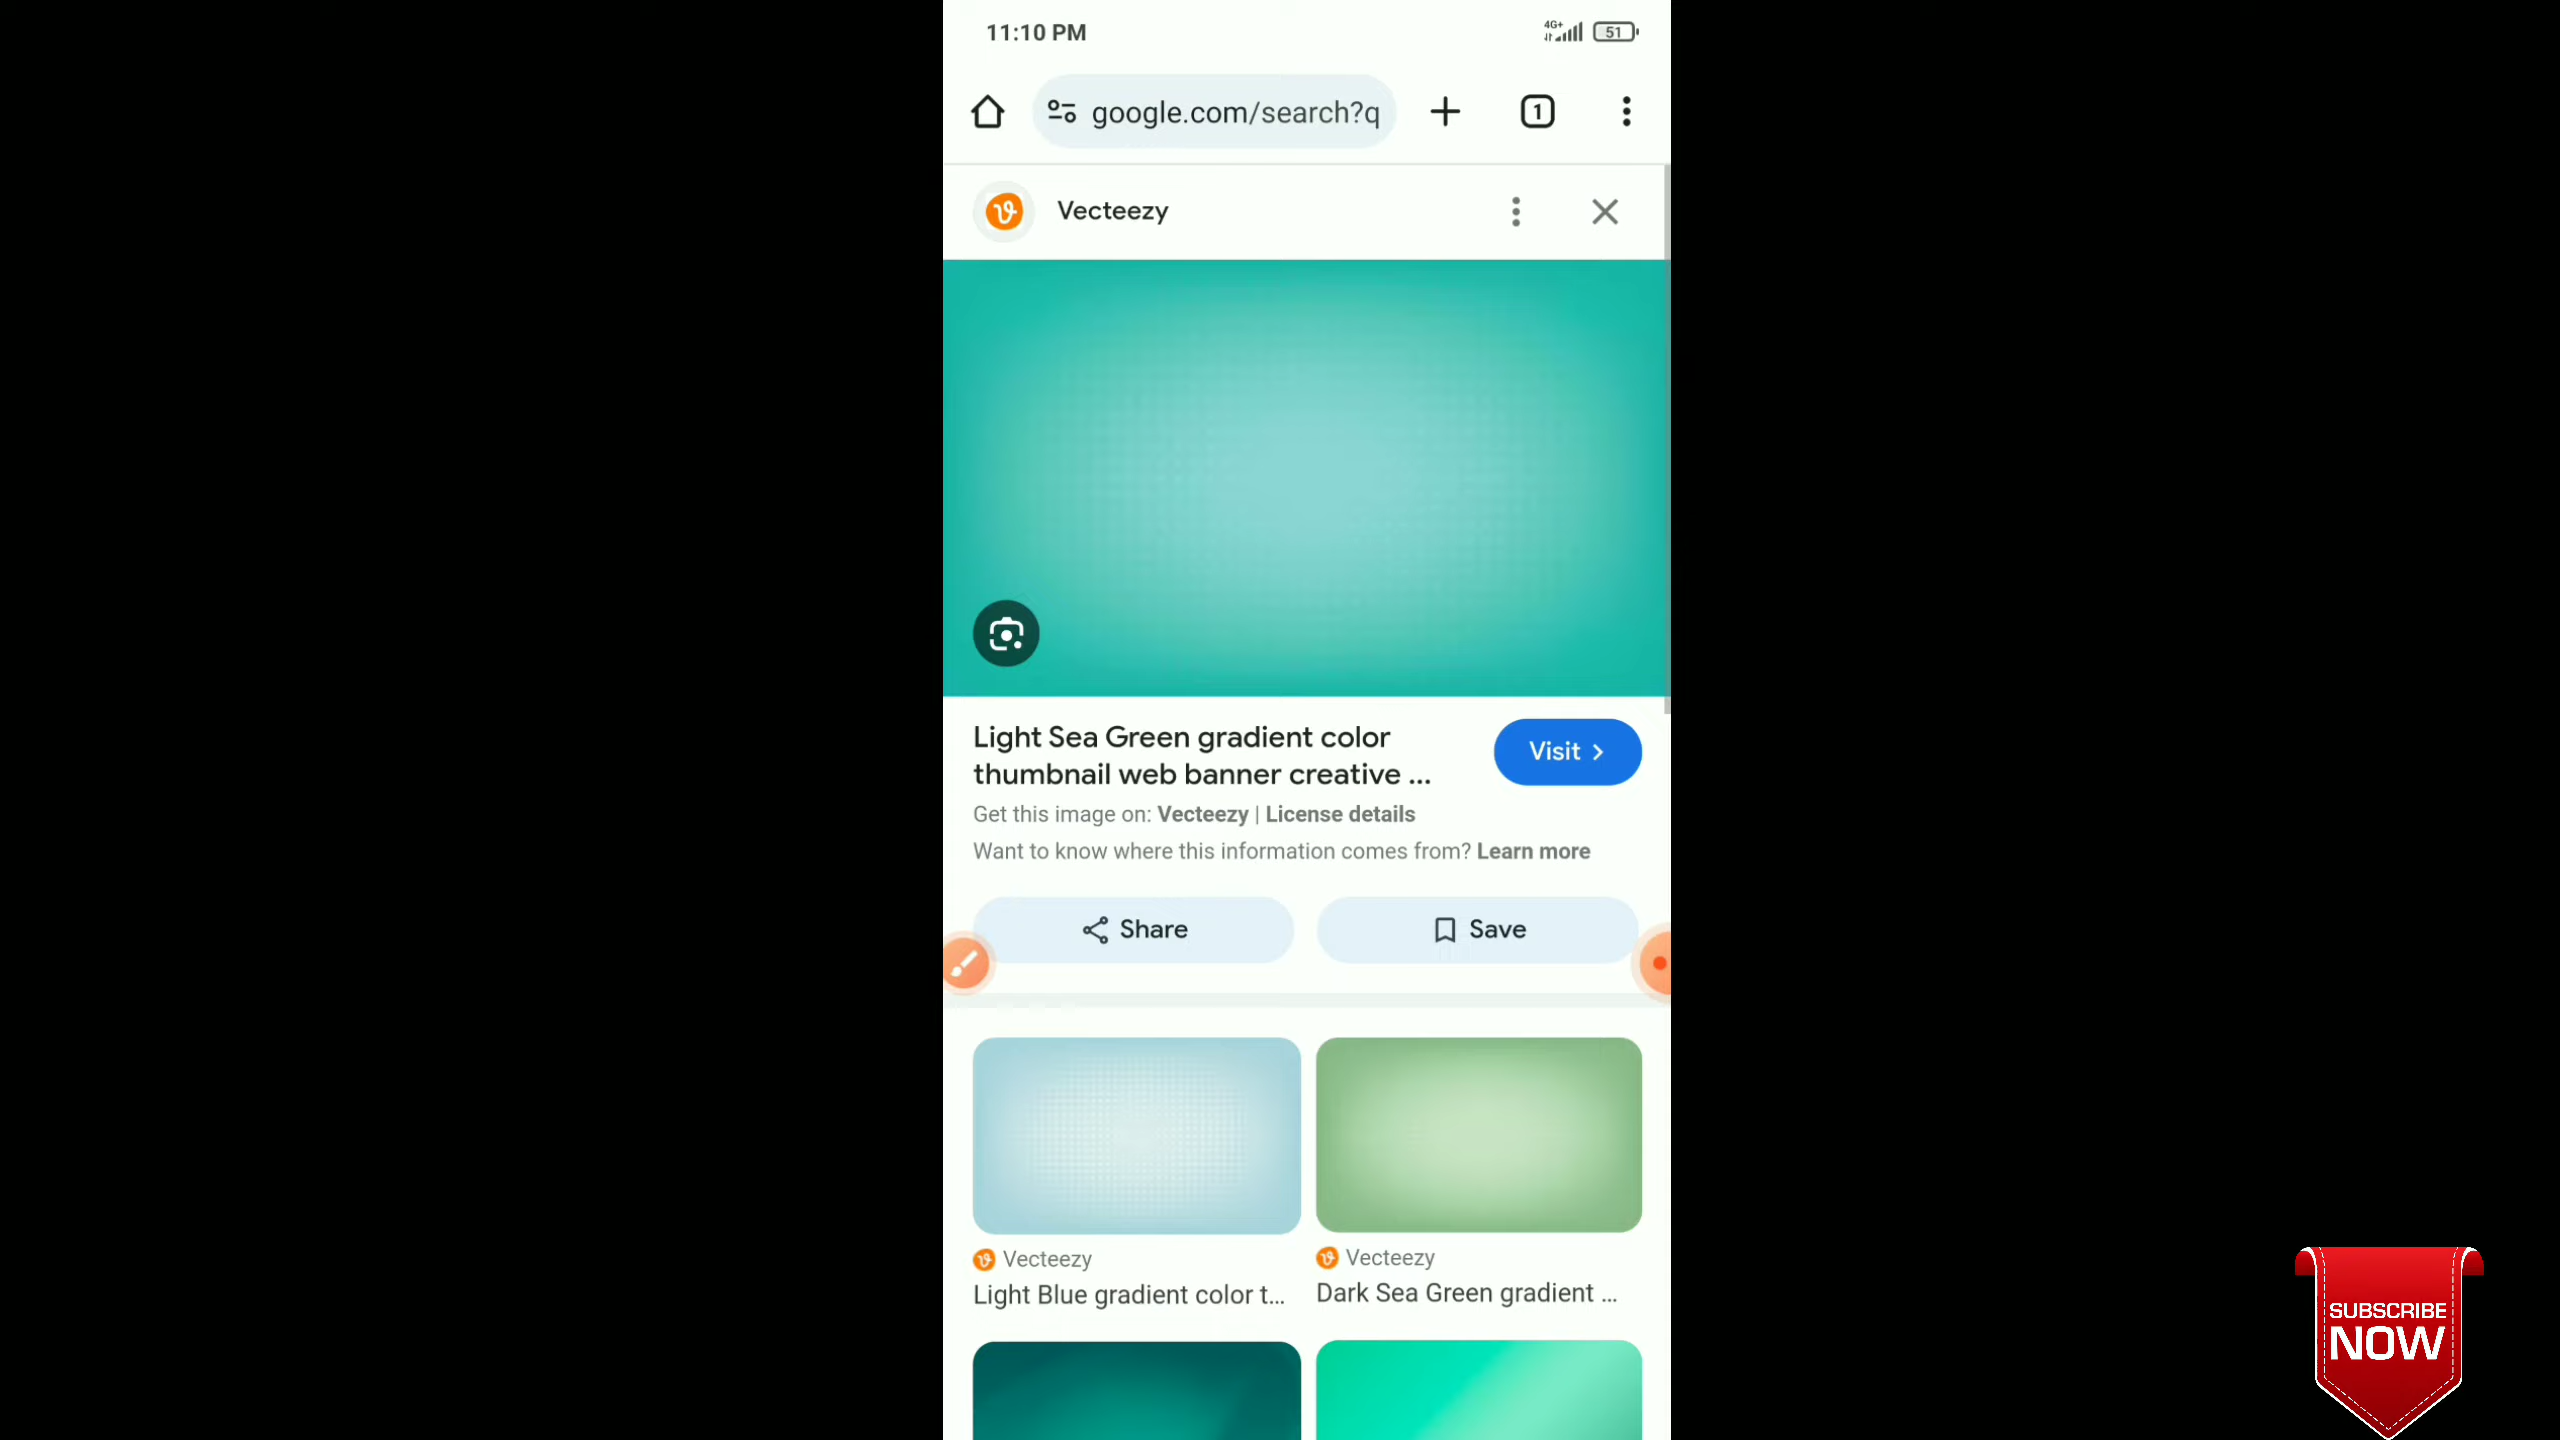 11:10 PM
4G+
51
google.com/search?q
1
Vecteezy
Light Sea Green gradient color
thumbnail web banner creative ...
Visit
Get this image on: Vecteezy | License details
Want to know where this information comes from? Learn more
Share
Save
Vecteezy
Light Blue gradient color t...
Vecteezy
Dark Sea Green gradient ...
SUBSCRIBE
NOW